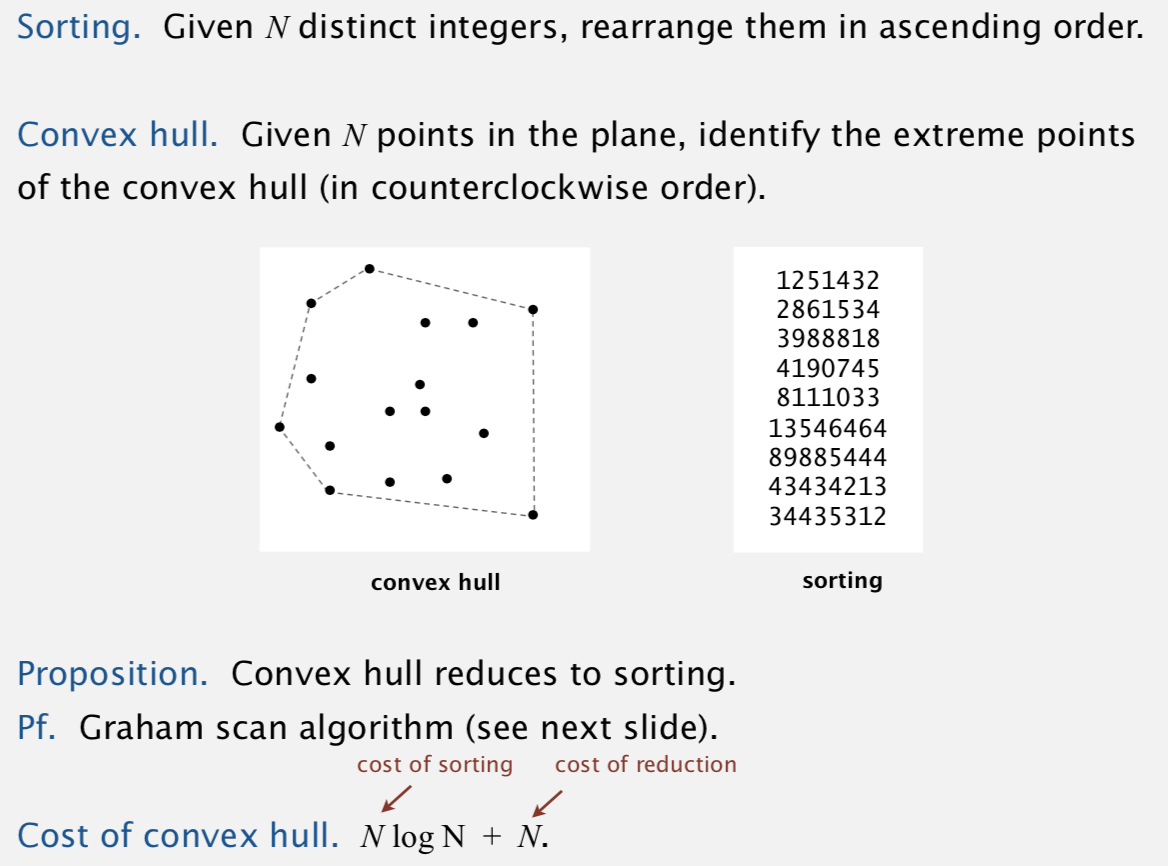 Sorting. Given N distinct integers, rearrange them in ascending order.
Convex hull. Given N points in the plane, identify the extreme points
of the convex hull (in counterclockwise order).
1251432
2861534
3988818
4190745
8111033
13546464
89885444
43434213
34435312
convex hull
sorting
Proposition. Convex hull reduces to sorting.
Pf. Graham scan algorithm (see next slide).
cost of sorting cost of reduction
Cost of convex hull. N log N + N.